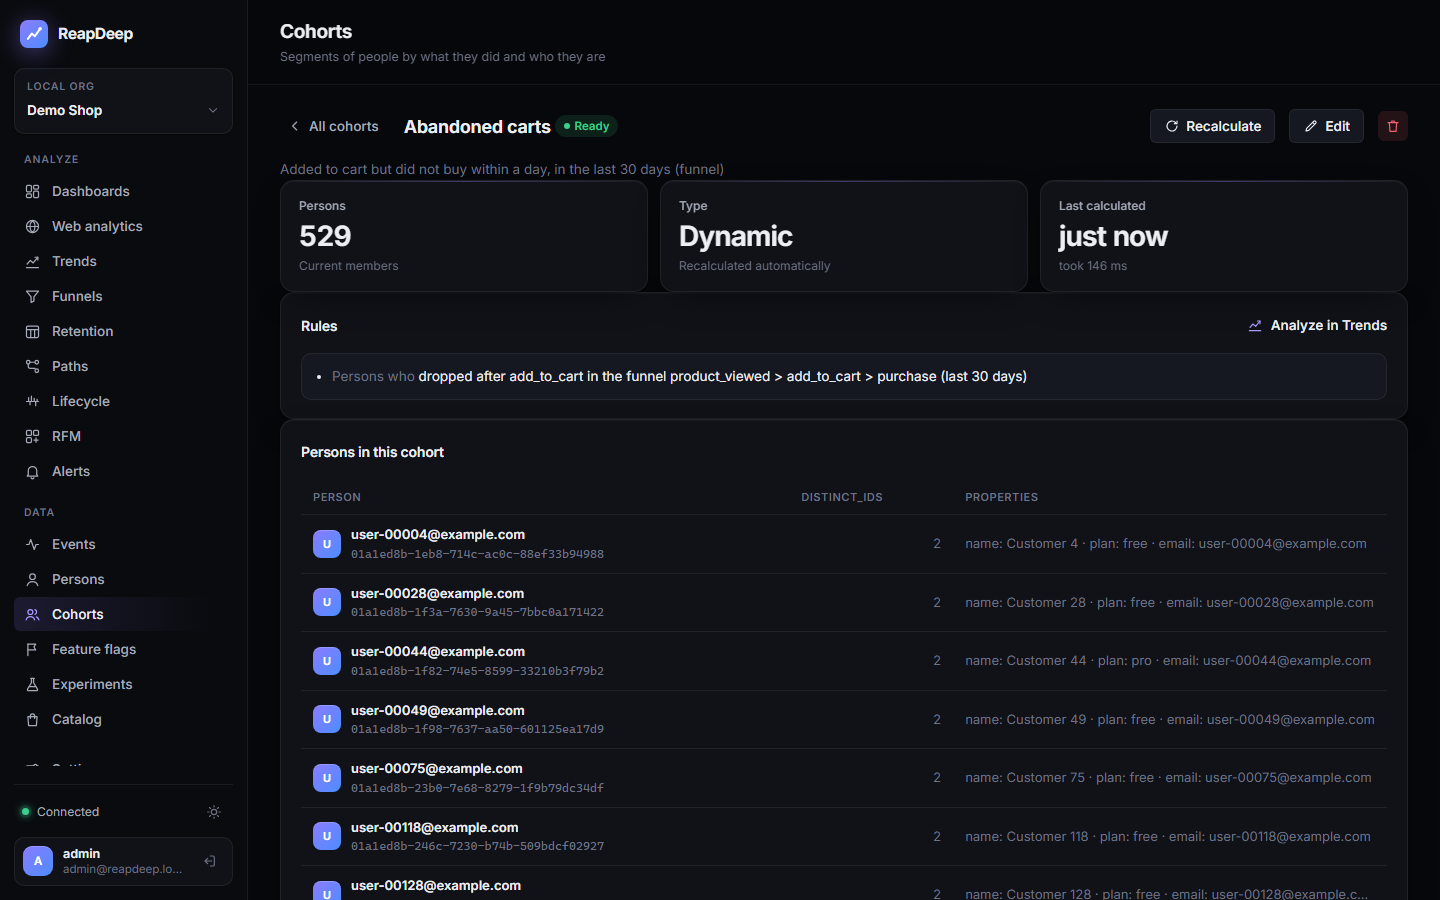 ReapDeep
LOCAL ORG
Demo Shop
ANALYZE
Dashboards
Web analytics
Trends
Funnels
Retention
Paths
Lifecycle
RFM
Alerts
DATA
Events
Persons
Cohorts
Feature flags
Experiments
Catalog
Connected
A
admin
admin@reapdeep.lo...
Cohorts
Segments of people by what they did and who they are
All cohorts
Abandoned carts
Ready
Recalculate
Edit
Added to cart but did not buy within a day, in the last 30 days (funnel)
Persons
529
Current members
Type
Dynamic
Recalculated automatically
Last calculated
just now
took 146 ms
Rules
Analyze in Trends
• Persons who dropped after add_to_cart in the funnel product_viewed > add_to_cart > purchase (last 30 days)
Persons in this cohort
PERSON DISTINCT_IDS PROPERTIES
U user-00004@example.com
01a1ed8b-1eb8-714c-ac0c-88ef33b94988
2 name: Customer 4 · plan: free · email: user-00004@example.com
U user-00028@example.com
01a1ed8b-1f3a-7630-9a45-7bbc0a171422
2 name: Customer 28 · plan: free · email: user-00028@example.com
U user-00044@example.com
01a1ed8b-1f82-74e5-8599-33210b3f79b2
2 name: Customer 44 · plan: pro · email: user-00044@example.com
U user-00049@example.com
01a1ed8b-1f98-7637-aa50-601125ea17d9
2 name: Customer 49 · plan: free · email: user-00049@example.com
U user-00075@example.com
01a1ed8b-23b0-7e68-8279-1f9b79dc34df
2 name: Customer 75 · plan: free · email: user-00075@example.com
U user-00118@example.com
01a1ed8b-246c-7230-b74b-509bdcf02927
2 name: Customer 118 · plan: free · email: user-00118@example.com
U user-00128@example.com
2 name: Customer 128 · plan: free · email: user-00128@example.c...